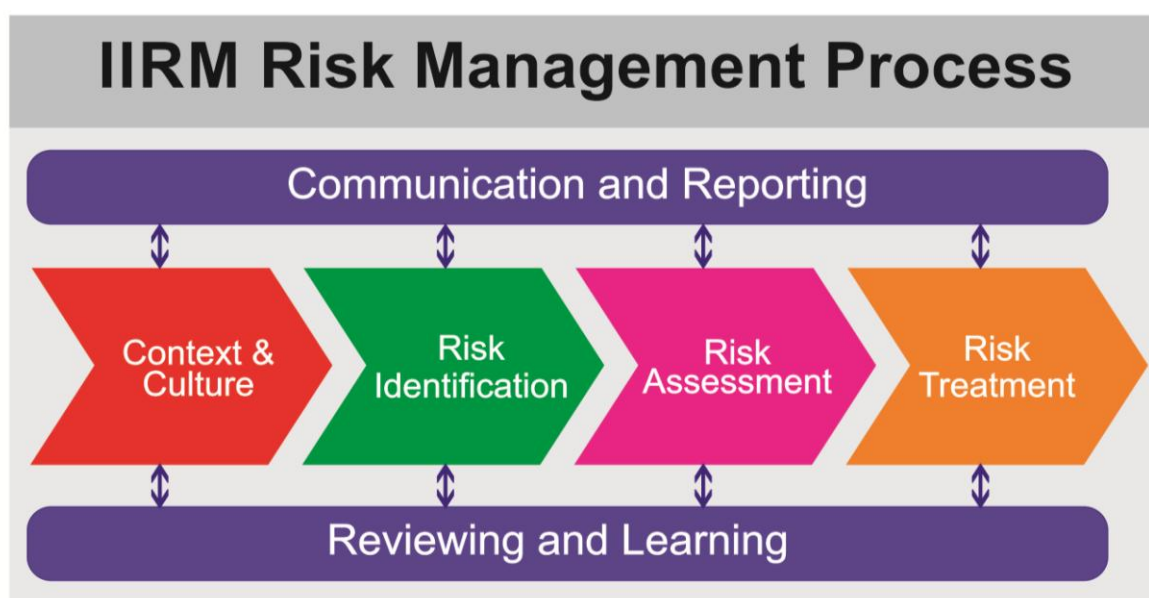 IIRM Risk Management Process
Communication and Reporting
Context &
Culture
Risk
Identification
Risk
Assessment
Risk
Treatment
Reviewing and Learning